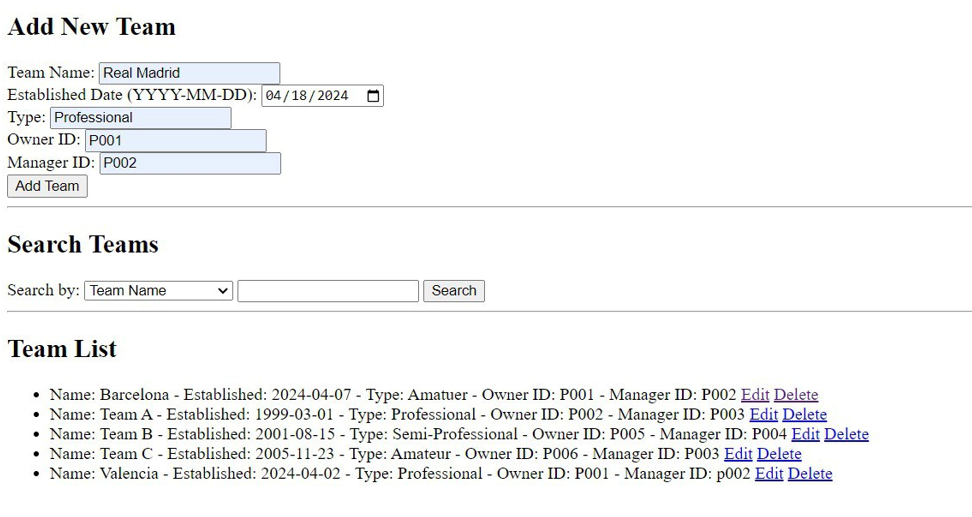 Add New Team
Team Name: Real Madrid
Established Date (YYYY-MM-DD): 04/18/2024
Type: Professional
Owner ID: P001
Manager ID: P002
Add Team
Search Teams
Search by: Team Name Search
Team List
Name: Barcelona - Established: 2024-04-07 - Type: Amatuer - Owner ID: P001 - Manager ID: P002 Edit Delete
Name: Team A - Established: 1999-03-01 - Type: Professional - Owner ID: P002 - Manager ID: P003 Edit Delete
Name: Team B - Established: 2001-08-15 - Type: Semi-Professional - Owner ID: P005 - Manager ID: P004 Edit Delete
Name: Team C - Established: 2005-11-23 - Type: Amateur - Owner ID: P006 - Manager ID: P003 Edit Delete
Name: Valencia - Established: 2024-04-02 - Type: Professional - Owner ID: P001 - Manager ID: p002 Edit Delete